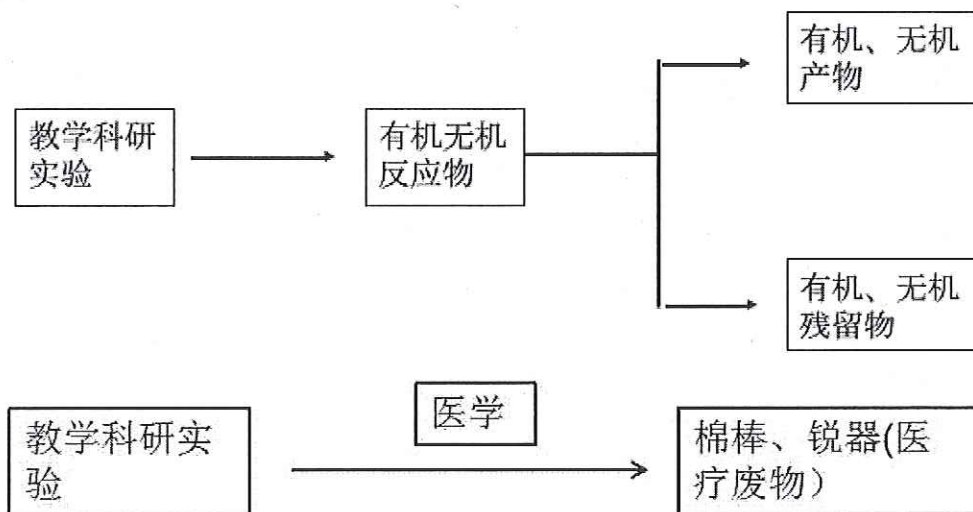 有机、无机
产物
教学科研
实验
有机无机
反应物
有机、无机
残留物
医学
教学科研实
验
棉棒、锐器(医
疗废物）